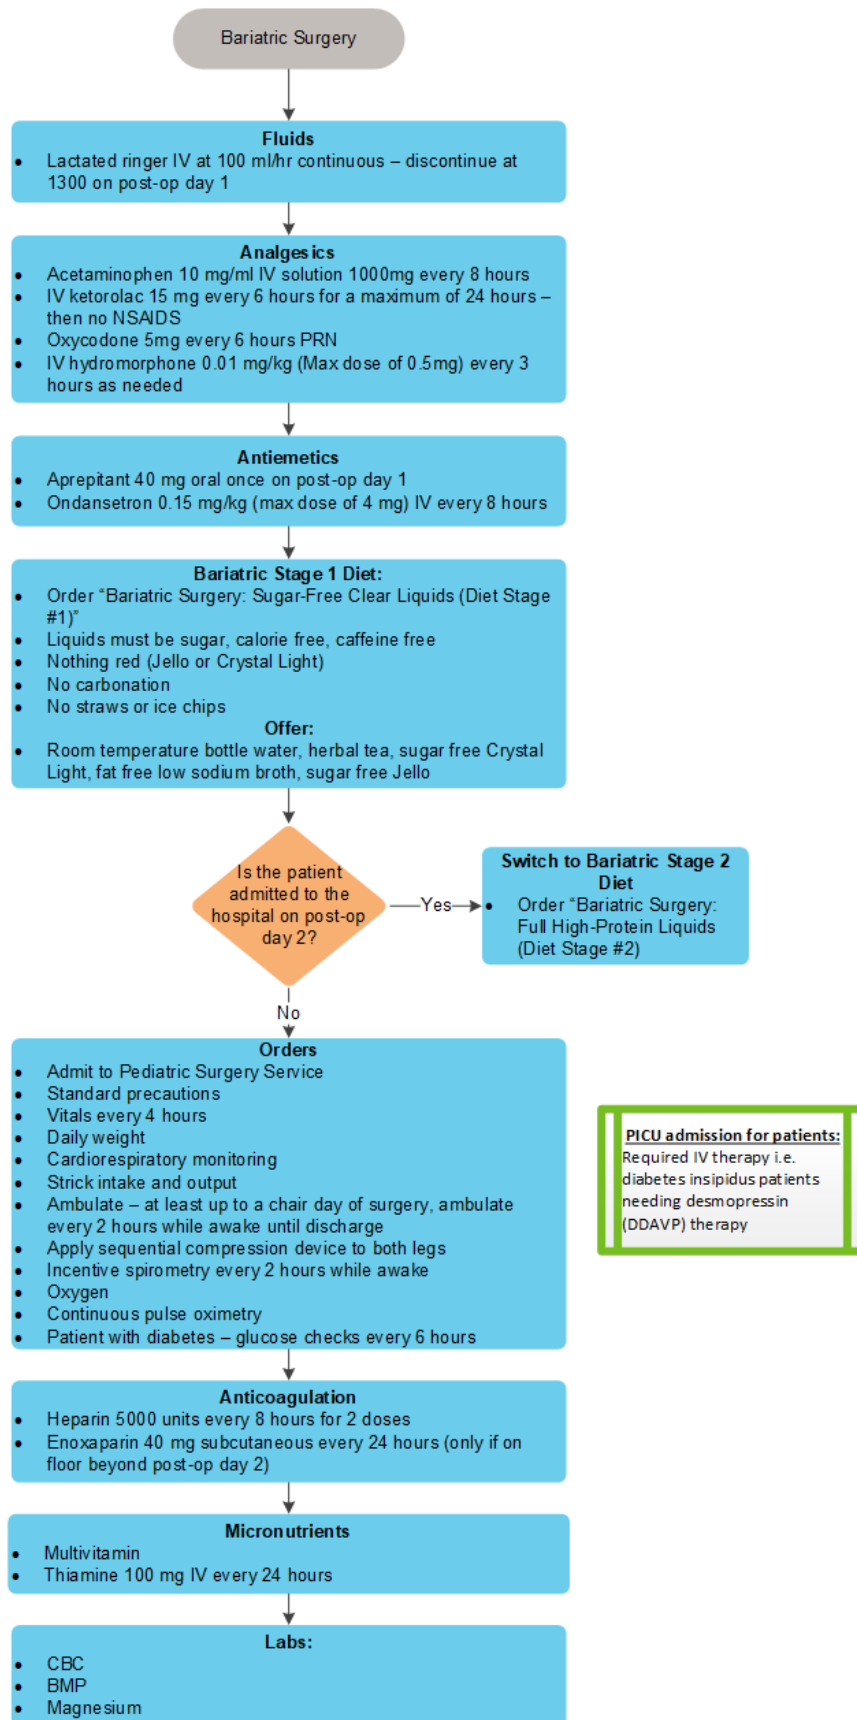 Bariatric Surgery
Fluids
• Lactated ringer IV at 100 ml/hr continuous – discontinue at
1300 on post-op day 1
Analgesics
• Acetaminophen 10 mg/ml IV solution 1000mg every 8 hours
• IV ketorolac 15 mg every 6 hours for a maximum of 24 hours –
then no NSAIDS
• Oxycodone 5mg every 6 hours PRN
• IV hydromorphone 0.01 mg/kg (Max dose of 0.5mg) every 3
hours as needed
Antiemetics
• Aprepitant 40 mg oral once on post-op day 1
• Ondansetron 0.15 mg/kg (max dose of 4 mg) IV every 8 hours
Bariatric Stage 1 Diet:
• Order “Bariatric Surgery: Sugar-Free Clear Liquids (Diet Stage
#1)”
• Liquids must be sugar, calorie free, caffeine free
• Nothing red (Jello or Crystal Light)
• No carbonation
• No straws or ice chips
Offer:
• Room temperature bottle water, herbal tea, sugar free Crystal
Light, fat free low sodium broth, sugar free Jello
Is the patient
admitted to the
hospital on post-op
day 2?
Yes
Switch to Bariatric Stage 2
Diet
• Order “Bariatric Surgery:
Full High-Protein Liquids
(Diet Stage #2)
No
Orders
• Admit to Pediatric Surgery Service
• Standard precautions
• Vitals every 4 hours
• Daily weight
• Cardiorespiratory monitoring
• Strick intake and output
• Ambulate – at least up to a chair day of surgery, ambulate
every 2 hours while awake until discharge
• Apply sequential compression device to both legs
• Incentive spirometry every 2 hours while awake
• Oxygen
• Continuous pulse oximetry
• Patient with diabetes – glucose checks every 6 hours
PICU admission for patients:
Required IV therapy i.e.
diabetes insipidus patients
needing desmopressin
(DDAVP) therapy
Anticoagulation
• Heparin 5000 units every 8 hours for 2 doses
• Enoxaparin 40 mg subcutaneous every 24 hours (only if on
floor beyond post-op day 2)
Micronutrients
• Multivitamin
• Thiamine 100 mg IV every 24 hours
Labs:
• CBC
• BMP
• Magnesium